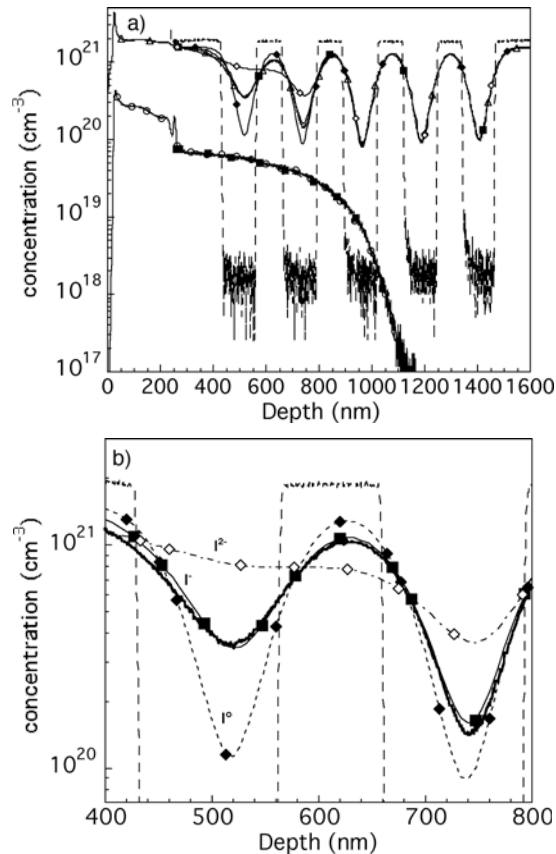 a)
10²¹
10²⁰
10¹⁹
10¹⁸
10¹⁷
concentration (cm⁻³)
0 200 400 600 800 1000 1200 1600
Depth (nm)
b)
I²⁻
I⁻
I⁰
10²¹
10²⁰
concentration (cm⁻³)
400 500 600 700 800
Depth (nm)